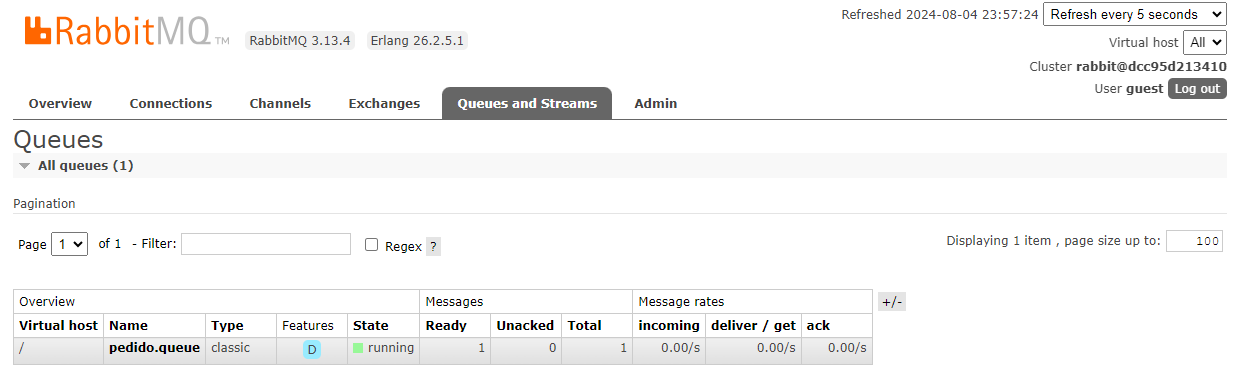 RabbitMQ TM RabbitMQ 3.13.4 Erlang 26.2.5.1
Refreshed 2024-08-04 23:57:24 Refresh every 5 seconds
Virtual host All
Cluster rabbit@dcc95d213410
User guest Log out
Overview Connections Channels Exchanges Queues and Streams Admin
Queues
All queues (1)
Pagination
Page 1 of 1 - Filter: Regex ? Displaying 1 item , page size up to: 100
Overview Messages Message rates +/-
Virtual host Name Type Features State Ready Unacked Total incoming deliver / get ack
/ pedido.queue classic D running 1 0 1 0.00/s 0.00/s 0.00/s